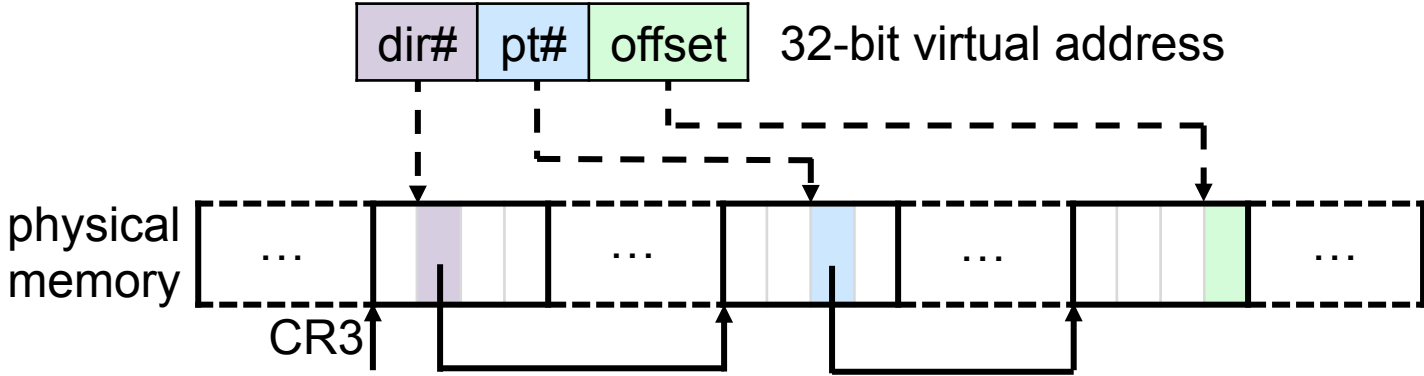 dir# pt# offset 32-bit virtual address
physical
memory
... ... ... ...
CR3